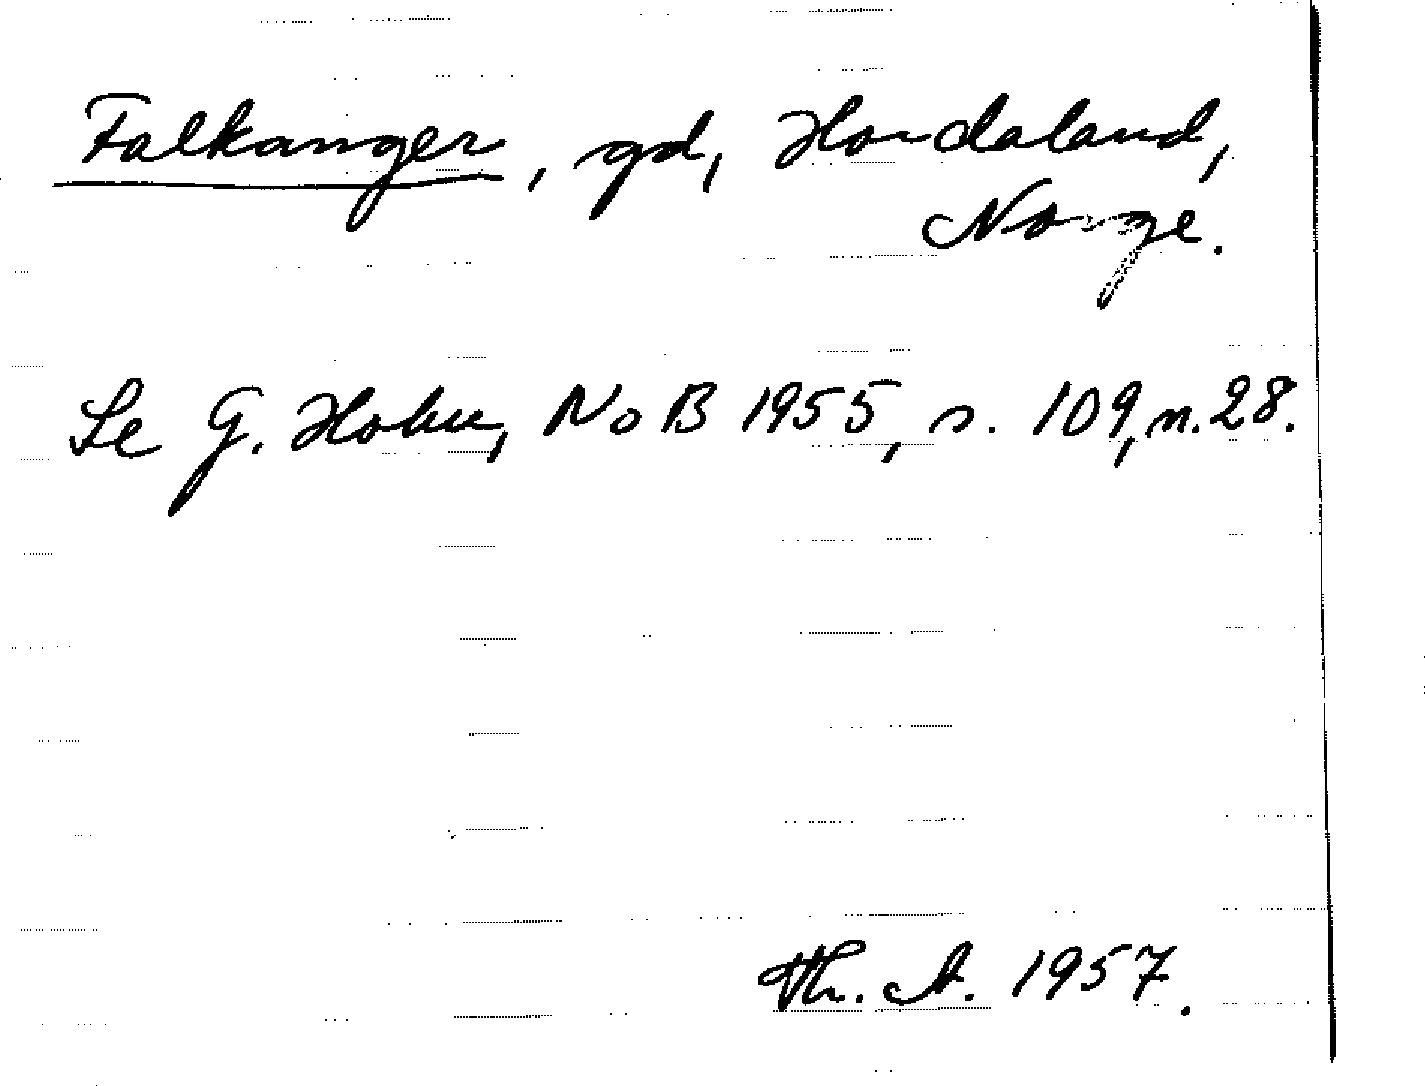 Falkanger, gd, Hordaland,
Norge.
Se G. Holm, NoB 1955, s. 109, n. 28.
Th. A. 1957.